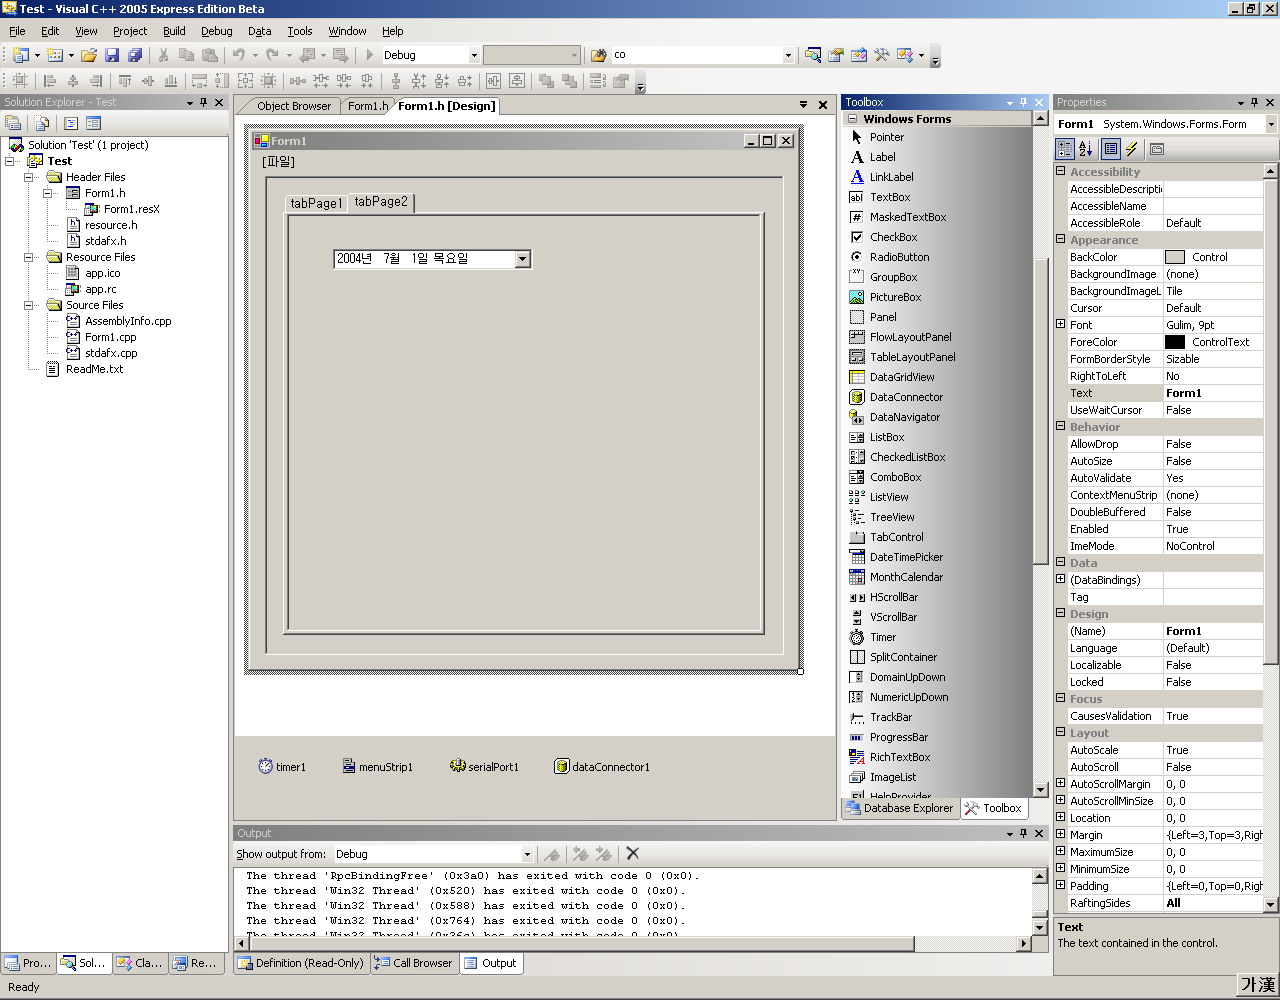 Test - Visual C++ 2005 Express Edition Beta
File Edit View Project Build Debug Data Tools Window Help
Debug
co
Solution Explorer - Test
Solution 'Test' (1 project)
Test
Header Files
Form1.h
Form1.resX
resource.h
stdafx.h
Resource Files
app.ico
app.rc
Source Files
AssemblyInfo.cpp
Form1.cpp
stdafx.cpp
ReadMe.txt
Pro...
Sol...
Cla...
Re...
Object Browser
Form1.h
Form1.h [Design]
Form1
[파일]
tabPage1
tabPage2
2004년 7월 1일 목요일
timer1
menuStrip1
serialPort1
dataConnector1
Toolbox
Windows Forms
Pointer
Label
LinkLabel
TextBox
MaskedTextBox
CheckBox
RadioButton
GroupBox
PictureBox
Panel
FlowLayoutPanel
TableLayoutPanel
DataGridView
DataConnector
DataNavigator
ListBox
CheckedListBox
ComboBox
ListView
TreeView
TabControl
DateTimePicker
MonthCalendar
HScrollBar
VScrollBar
Timer
SplitContainer
DomainUpDown
NumericUpDown
TrackBar
ProgressBar
RichTextBox
ImageList
HelpProvider
Database Explorer
Toolbox
Output
Show output from: Debug
The thread 'RpcBindingFree' (0x3a0) has exited with code 0 (0x0).
The thread 'Win32 Thread' (0x520) has exited with code 0 (0x0).
The thread 'Win32 Thread' (0x588) has exited with code 0 (0x0).
The thread 'Win32 Thread' (0x764) has exited with code 0 (0x0).
The thread 'Win32 Thread' (0x36c) has exited with code 0 (0x0).
Definition (Read-Only)
Call Browser
Output
Properties
Form1 System.Windows.Forms.Form
Accessibility
AccessibleDescripti
AccessibleName
AccessibleRole Default
Appearance
BackColor Control
BackgroundImage (none)
BackgroundImageL Tile
Cursor Default
Font Gulim, 9pt
ForeColor ControlText
FormBorderStyle Sizable
RightToLeft No
Text Form1
UseWaitCursor False
Behavior
AllowDrop False
AutoSize False
AutoValidate Yes
ContextMenuStrip (none)
DoubleBuffered False
Enabled True
ImeMode NoControl
Data
(DataBindings)
Tag
Design
(Name) Form1
Language (Default)
Localizable False
Locked False
Focus
CausesValidation True
Layout
AutoScale True
AutoScroll False
AutoScrollMargin 0, 0
AutoScrollMinSize 0, 0
Location 0, 0
Margin {Left=3,Top=3,Righ
MaximumSize 0, 0
MinimumSize 0, 0
Padding {Left=0,Top=0,Righ
RaftingSides All
Text
The text contained in the control.
Ready
가漢